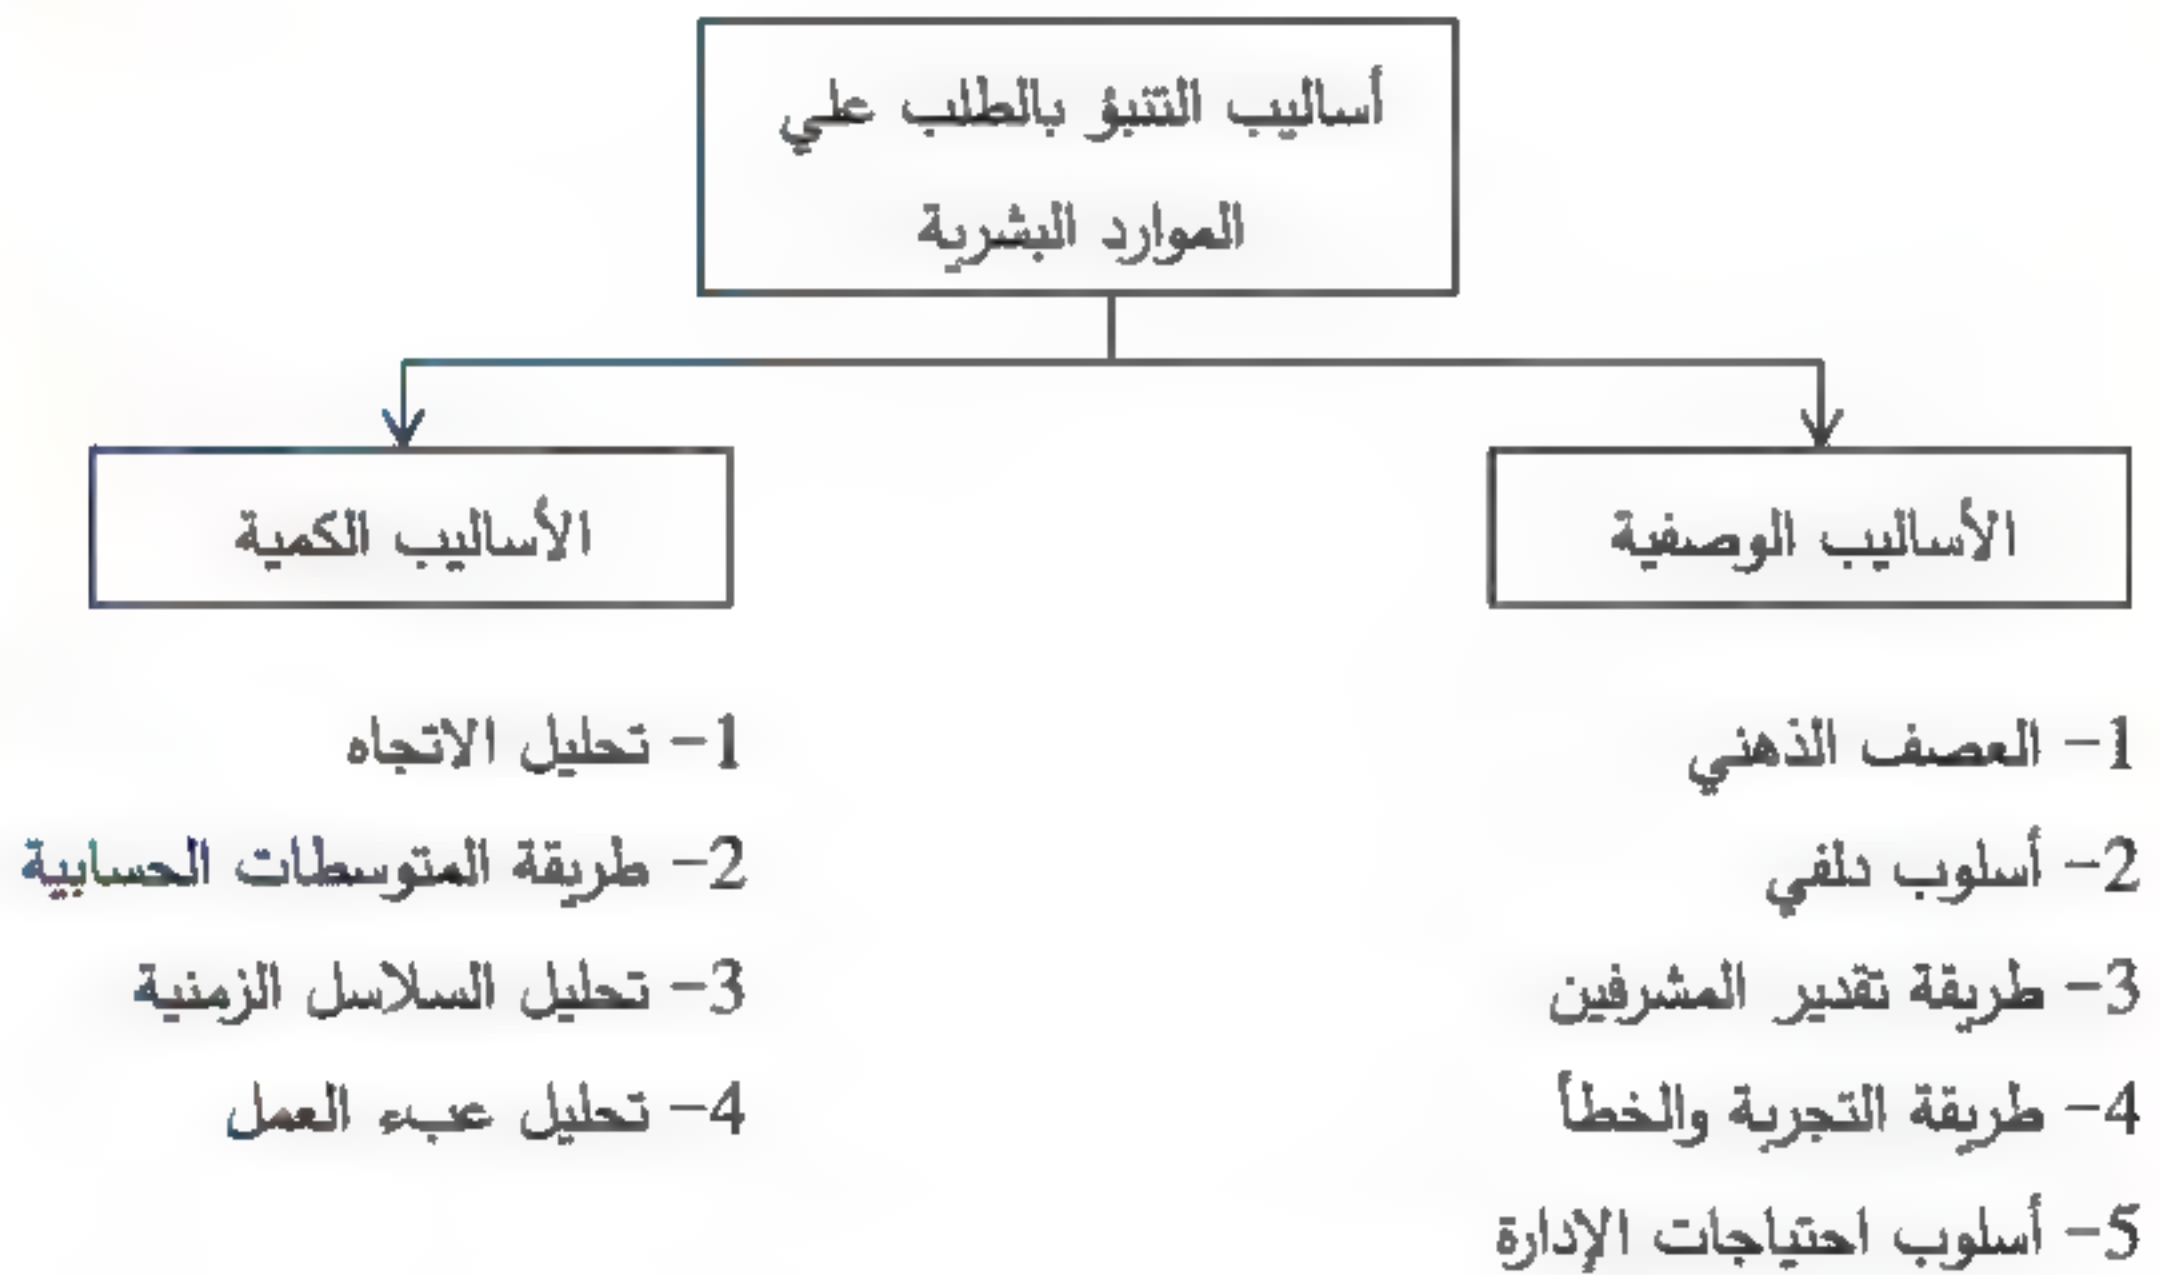 أساليب التنبؤ بالطلب علي
الموارد البشرية
الأساليب الوصفية
1- العصف الذهني
2- أسلوب دلفي
3- طريقة تقدير المشرفين
4- طريقة التجربة والخطأ
5- أسلوب احتياجات الإدارة
الأساليب الكمية
1- تحليل الاتجاه
2- طريقة المتوسطات الحسابية
3- تحليل السلاسل الزمنية
4- تحليل عبء العمل